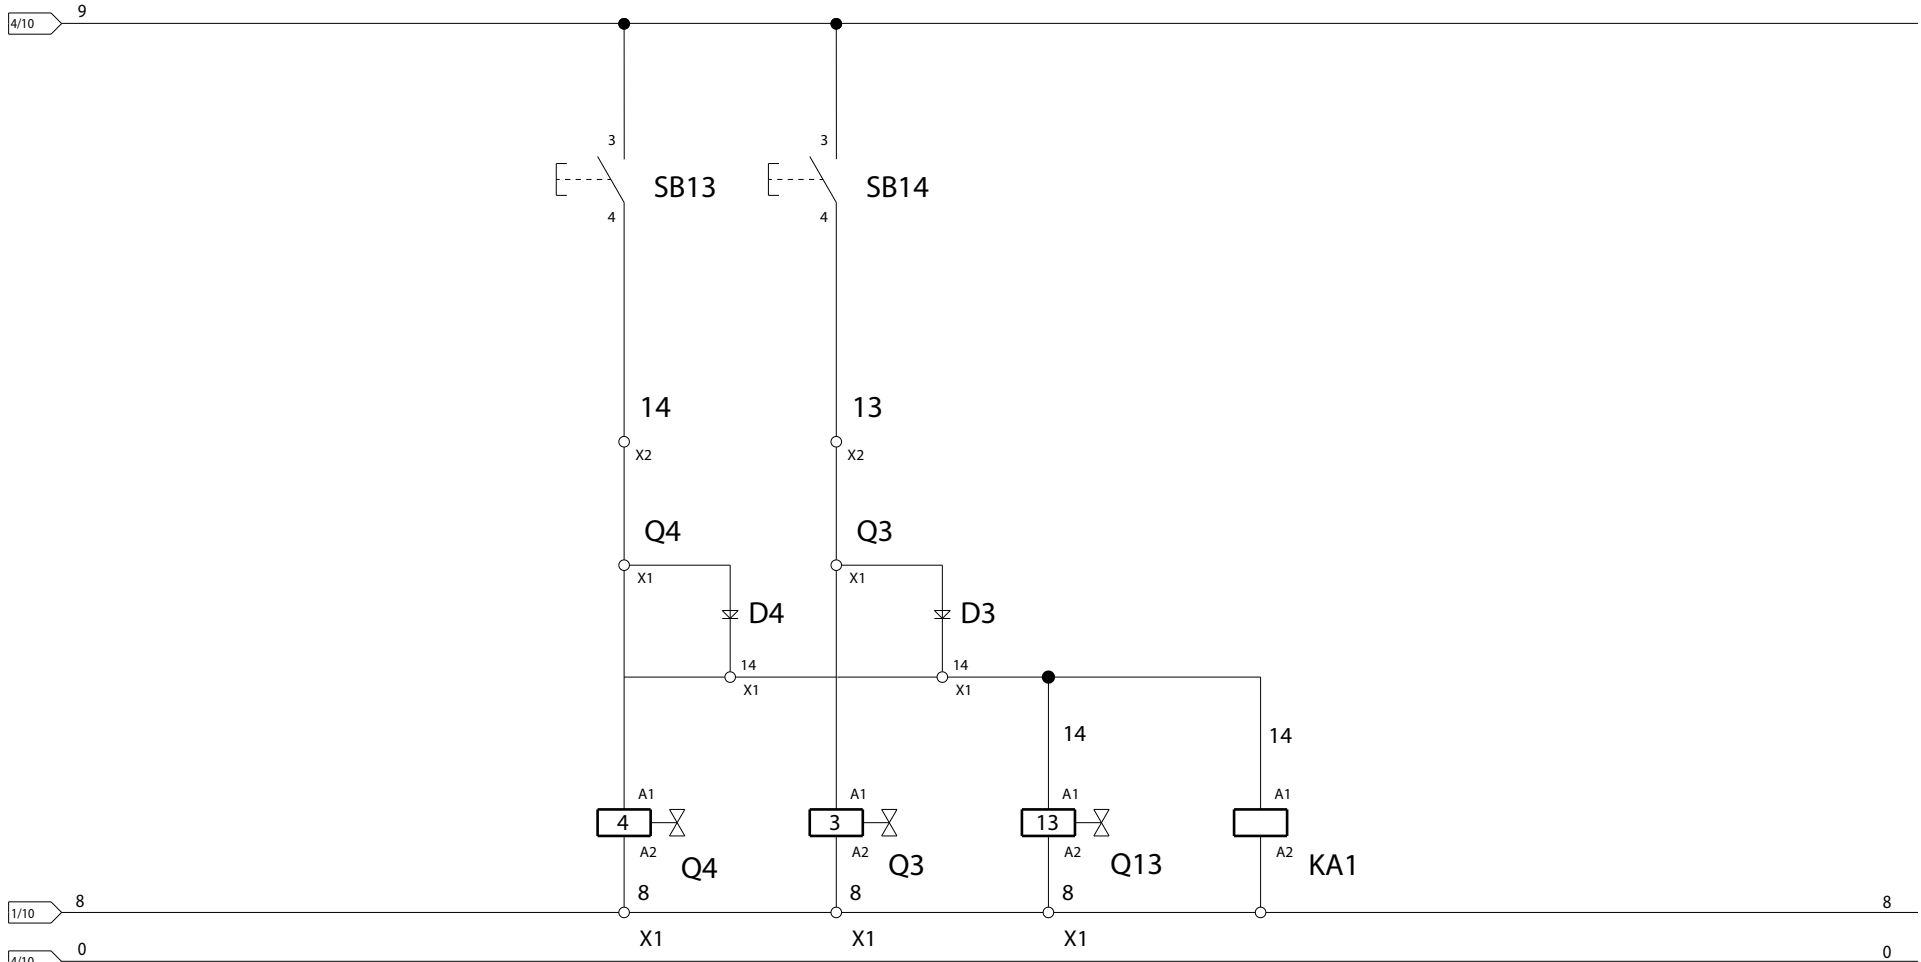 9
4/10
3 3
SB13 SB14
4 4
14 13
X2 X2
Q4 Q3
X1 X1
D4 D3
14 14
X1 X1
14 14
A1 A1 A1 A1
4 3 13
A2 A2 A2 A2
Q4 Q3 Q13 KA1
8 8 8
8 8
1/10
X1 X1 X1
0 0
4/10